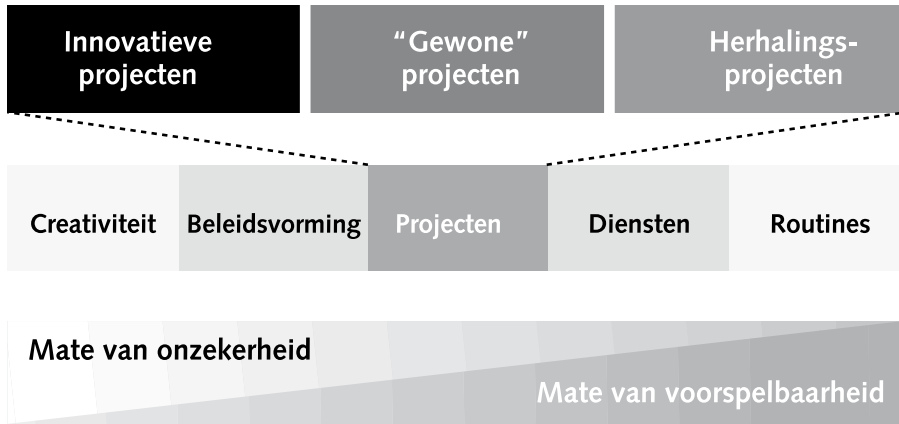 Innovatieve
projecten
“Gewone”
projecten
Herhalings-
projecten
Creativiteit
Beleidsvorming
Projecten
Diensten
Routines
Mate van onzekerheid
Mate van voorspelbaarheid